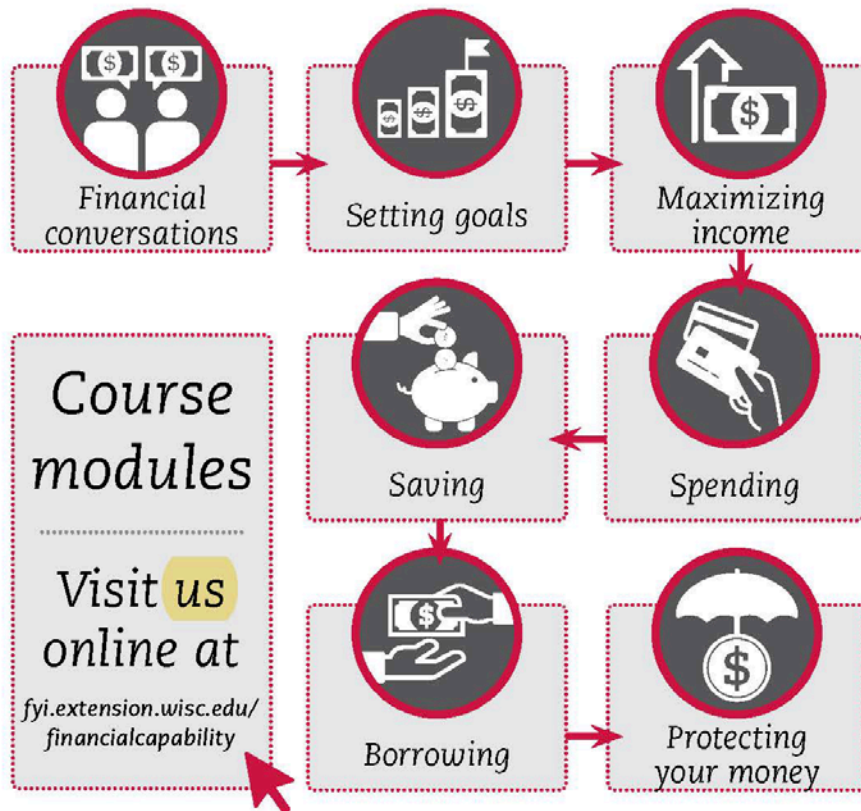 Financial
conversations
Setting goals
Maximizing
income
Course
modules
Visit us
online at
fyi.extension.wisc.edu/
financialcapability
Saving
Spending
Borrowing
Protecting
your money